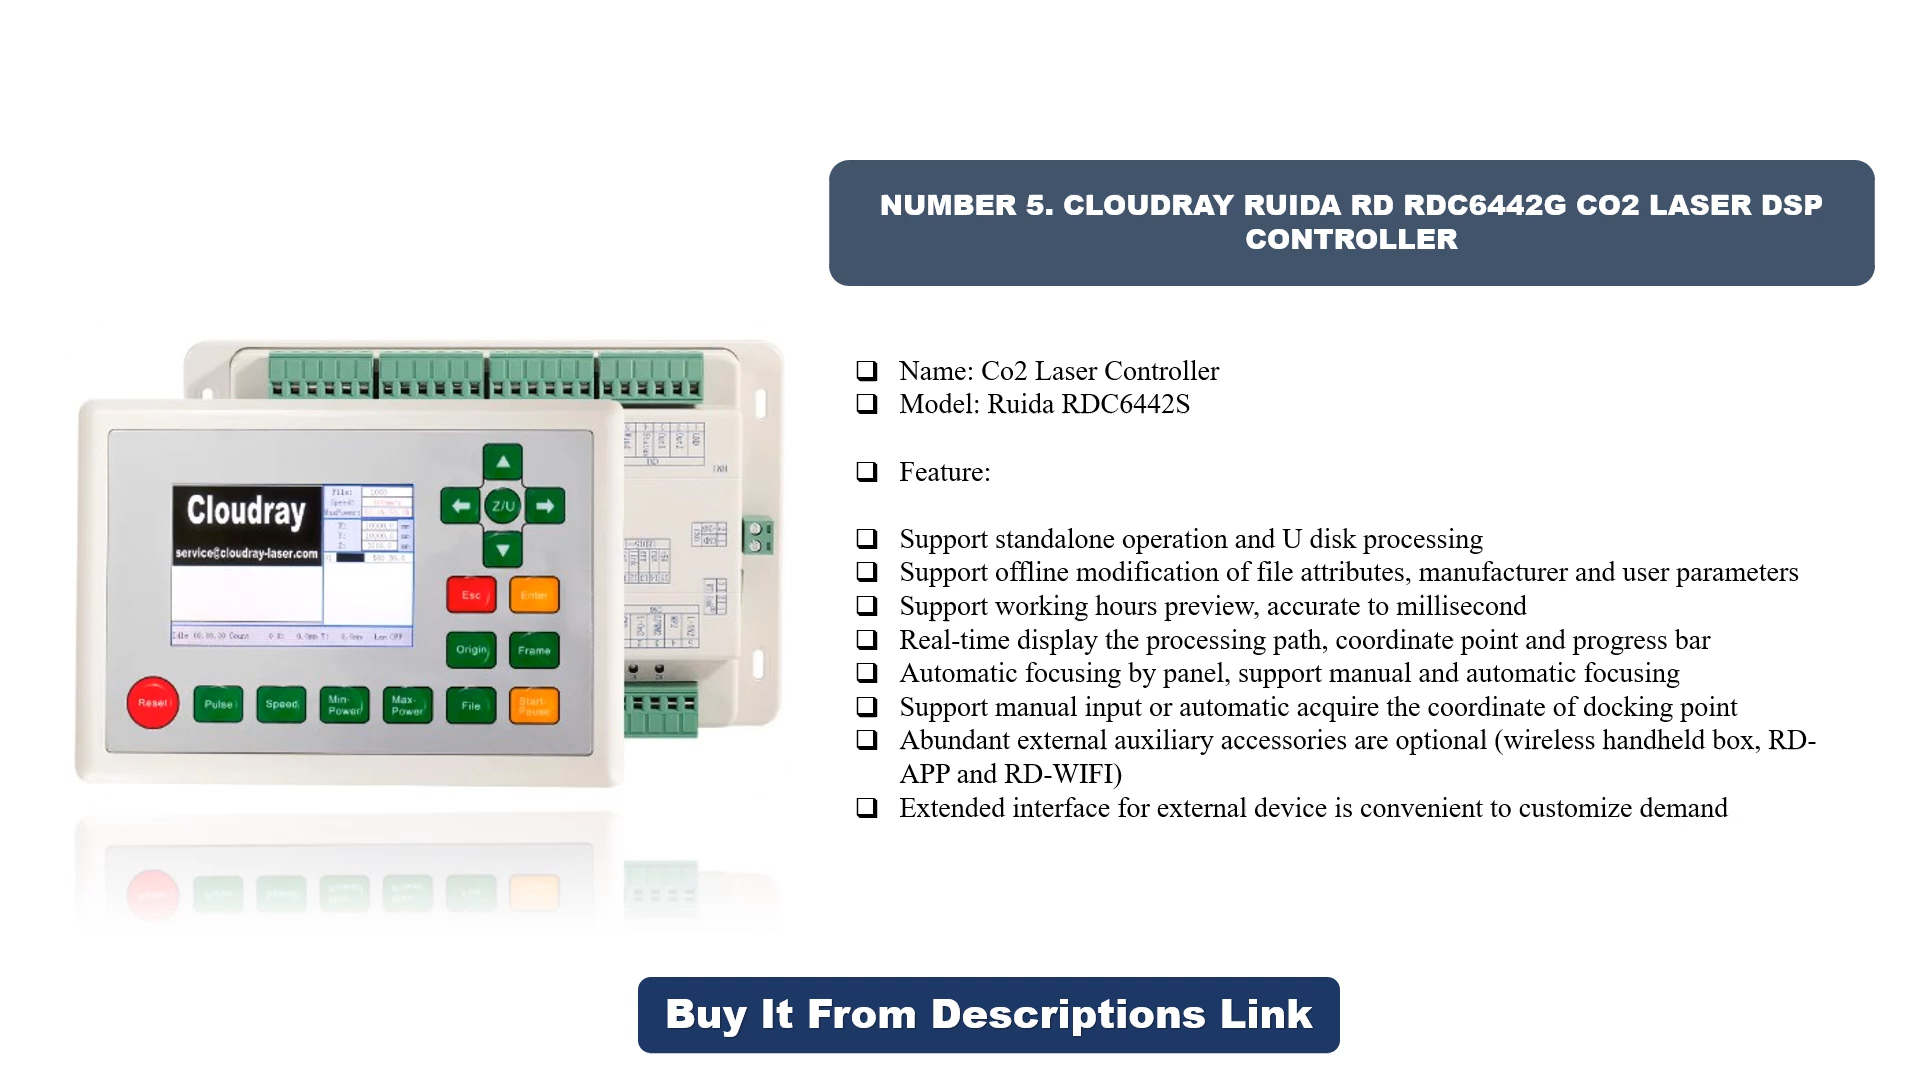 NUMBER 5. CLOUDRAY RUIDA RD RDC6442G CO2 LASER DSP
CONTROLLER
Name: Co2 Laser Controller
Model: Ruida RDC6442S
Feature:
Support standalone operation and U disk processing
Support offline modification of file attributes, manufacturer and user parameters
Support working hours preview, accurate to millisecond
Real-time display the processing path, coordinate point and progress bar
Automatic focusing by panel, support manual and automatic focusing
Support manual input or automatic acquire the coordinate of docking point
Abundant external auxiliary accessories are optional (wireless handheld box, RD-
APP and RD-WIFI)
Extended interface for external device is convenient to customize demand
Cloudray
service@cloudray-laser.com
File:
Speed:
MaxPower:
X:
Y:
Z:
Z/U
Esc
Enter
Origin
Frame
Reset
Pulse
Speed
Min-
Power
Max-
Power
File
Start-
Pause
HMI
Buy It From Descriptions Link